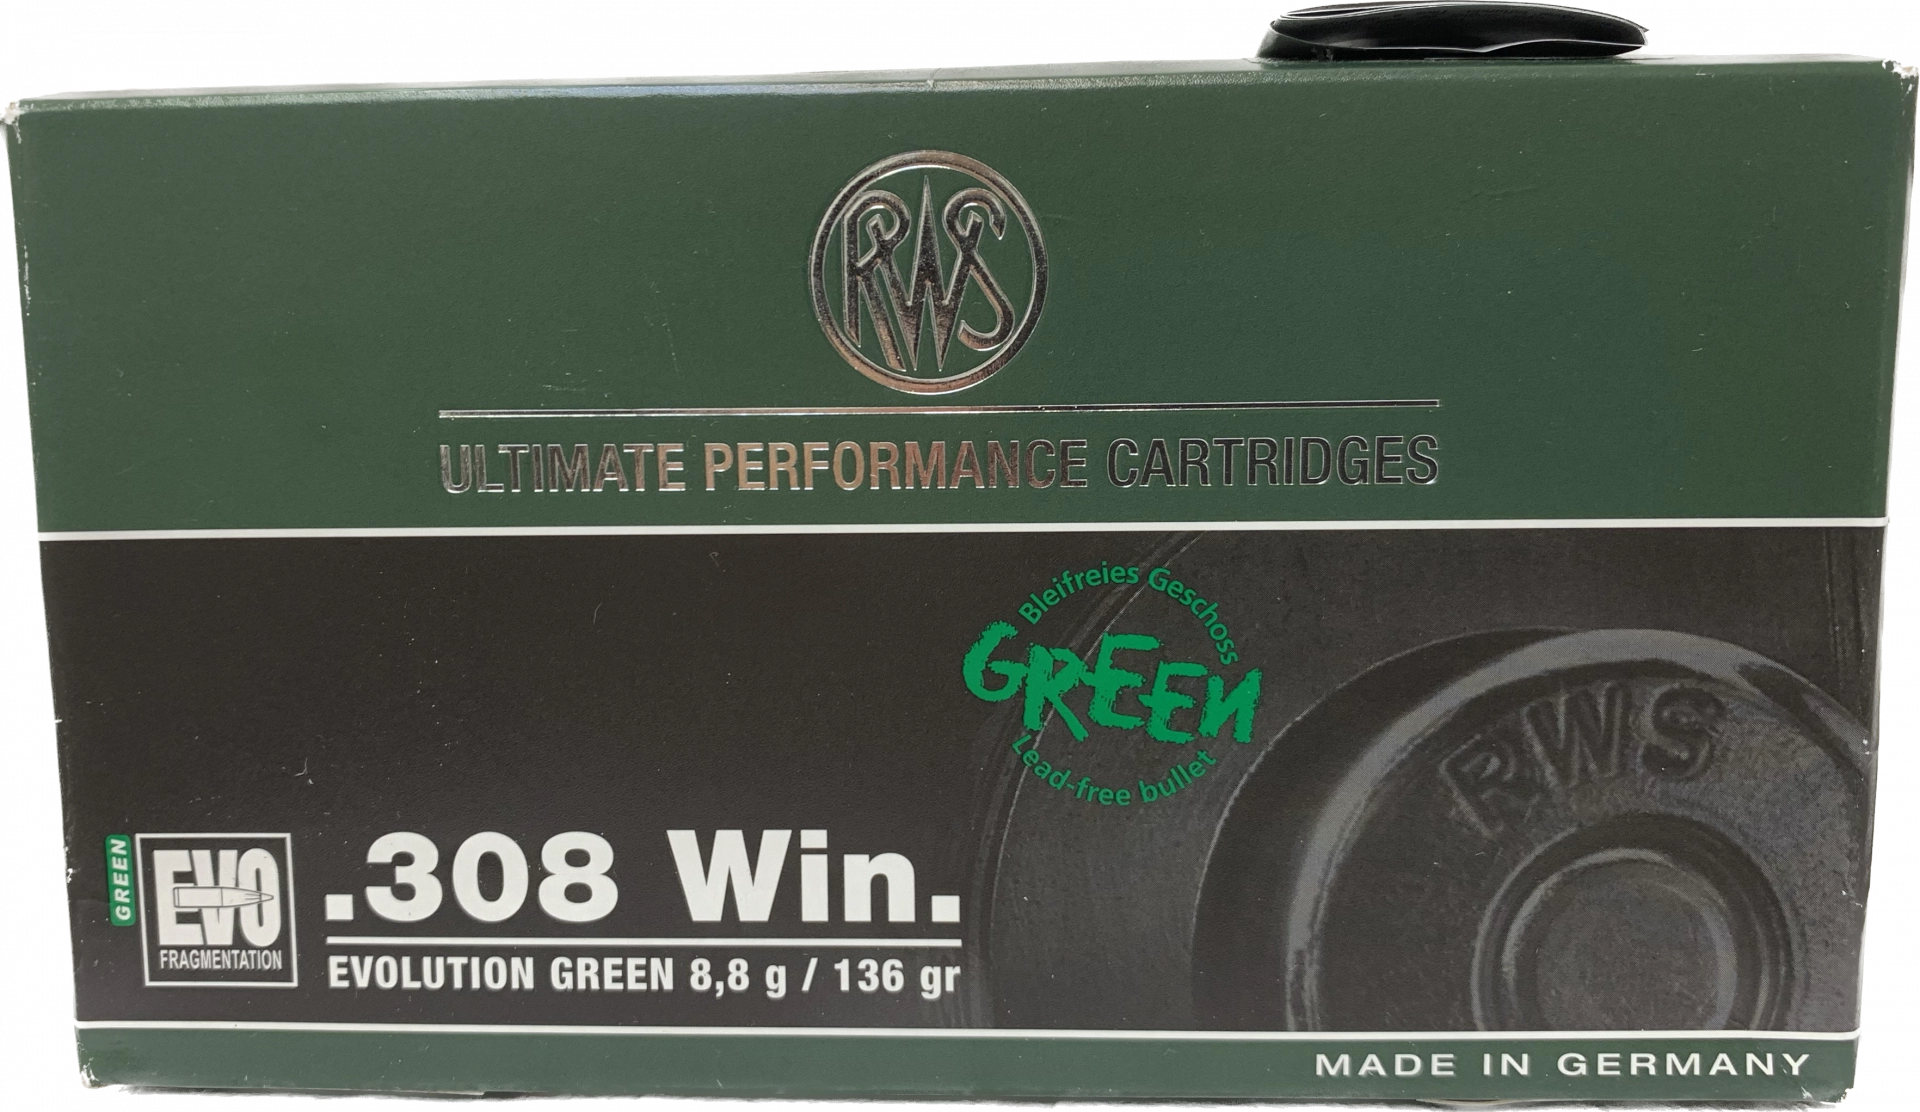 RWS
ULTIMATE PERFORMANCE CARTRIDGES
Bleifreies Geschoss
GREEN
Lead-free bullet
RWS
GREEN
EVO
FRAGMENTATION
.308 Win.
EVOLUTION GREEN 8,8 g / 136 gr
MADE IN GERMANY